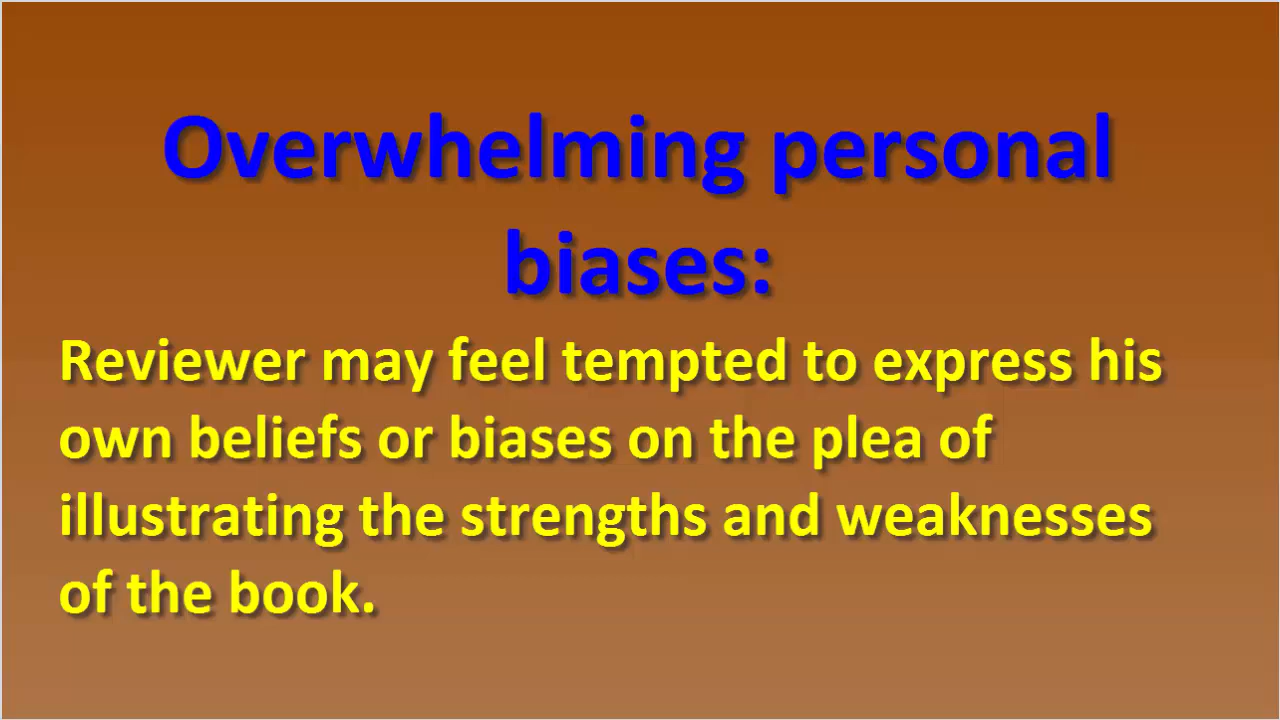 Overwhelming personal
biases:
Reviewer may feel tempted to express his
own beliefs or biases on the plea of
illustrating the strengths and weaknesses
of the book.